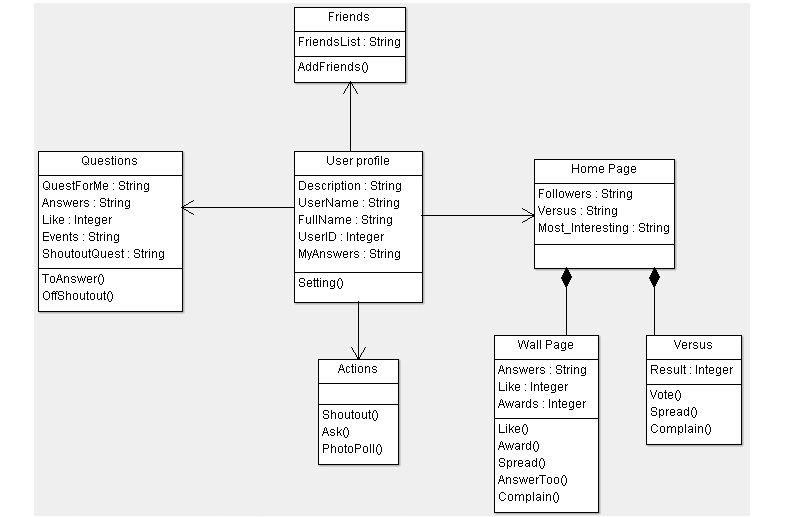 Friends
FriendsList : String
AddFriends()
Questions
QuestForMe : String
Answers : String
Like : Integer
Events : String
ShoutoutQuest : String
ToAnswer()
OffShoutout()
User profile
Description : String
UserName : String
FullName : String
UserID : Integer
MyAnswers : String
Setting()
Home Page
Followers : String
Versus : String
Most_Interesting : String
Actions
Shoutout()
Ask()
PhotoPoll()
Wall Page
Answers : String
Like : Integer
Awards : Integer
Like()
Award()
Spread()
AnswerToo()
Complain()
Versus
Result : Integer
Vote()
Spread()
Complain()